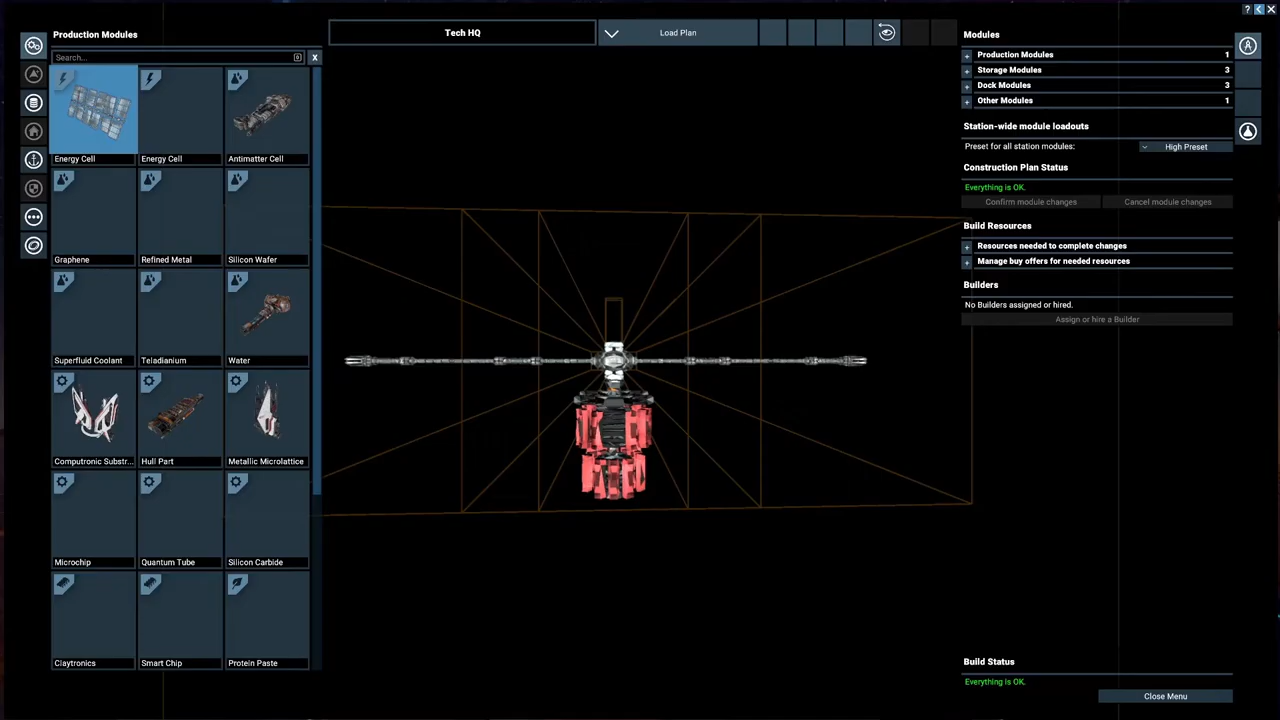 ?
Production Modules
Search...
X
Energy Cell
Energy Cell
Antimatter Cell
Graphene
Refined Metal
Silicon Wafer
Superfluid Coolant
Teladianium
Water
Computronic Substr...
Hull Part
Metallic Microlattice
Microchip
Quantum Tube
Silicon Carbide
Claytronics
Smart Chip
Protein Paste
Tech HQ
Load Plan
Modules
Production Modules 1
Storage Modules 3
Dock Modules 3
Other Modules 1
Station-wide module loadouts
Preset for all station modules: High Preset
Construction Plan Status
Everything is OK.
Confirm module changes Cancel module changes
Build Resources
Resources needed to complete changes
Manage buy offers for needed resources
Builders
No Builders assigned or hired.
Assign or hire a Builder
Build Status
Everything is OK.
Close Menu